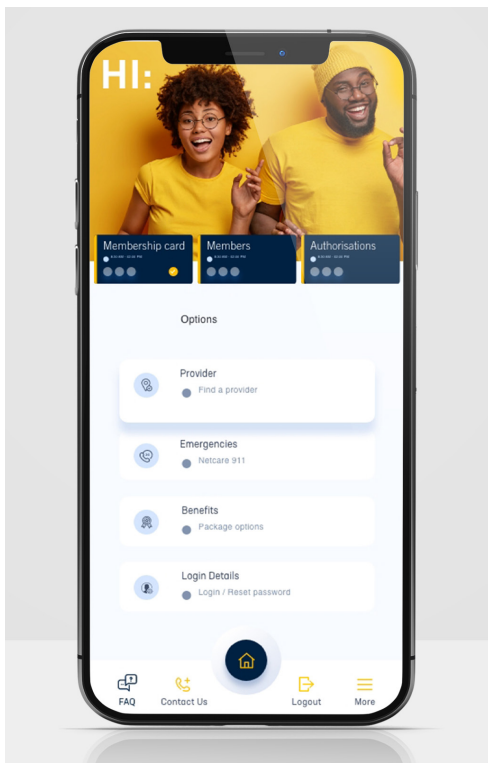 HI:
Membership card
Members
Authorisations
Options
Provider
Find a provider
Emergencies
Netcare 911
Benefits
Package options
Login Details
Login / Reset password
FAQ
Contact Us
Logout
More